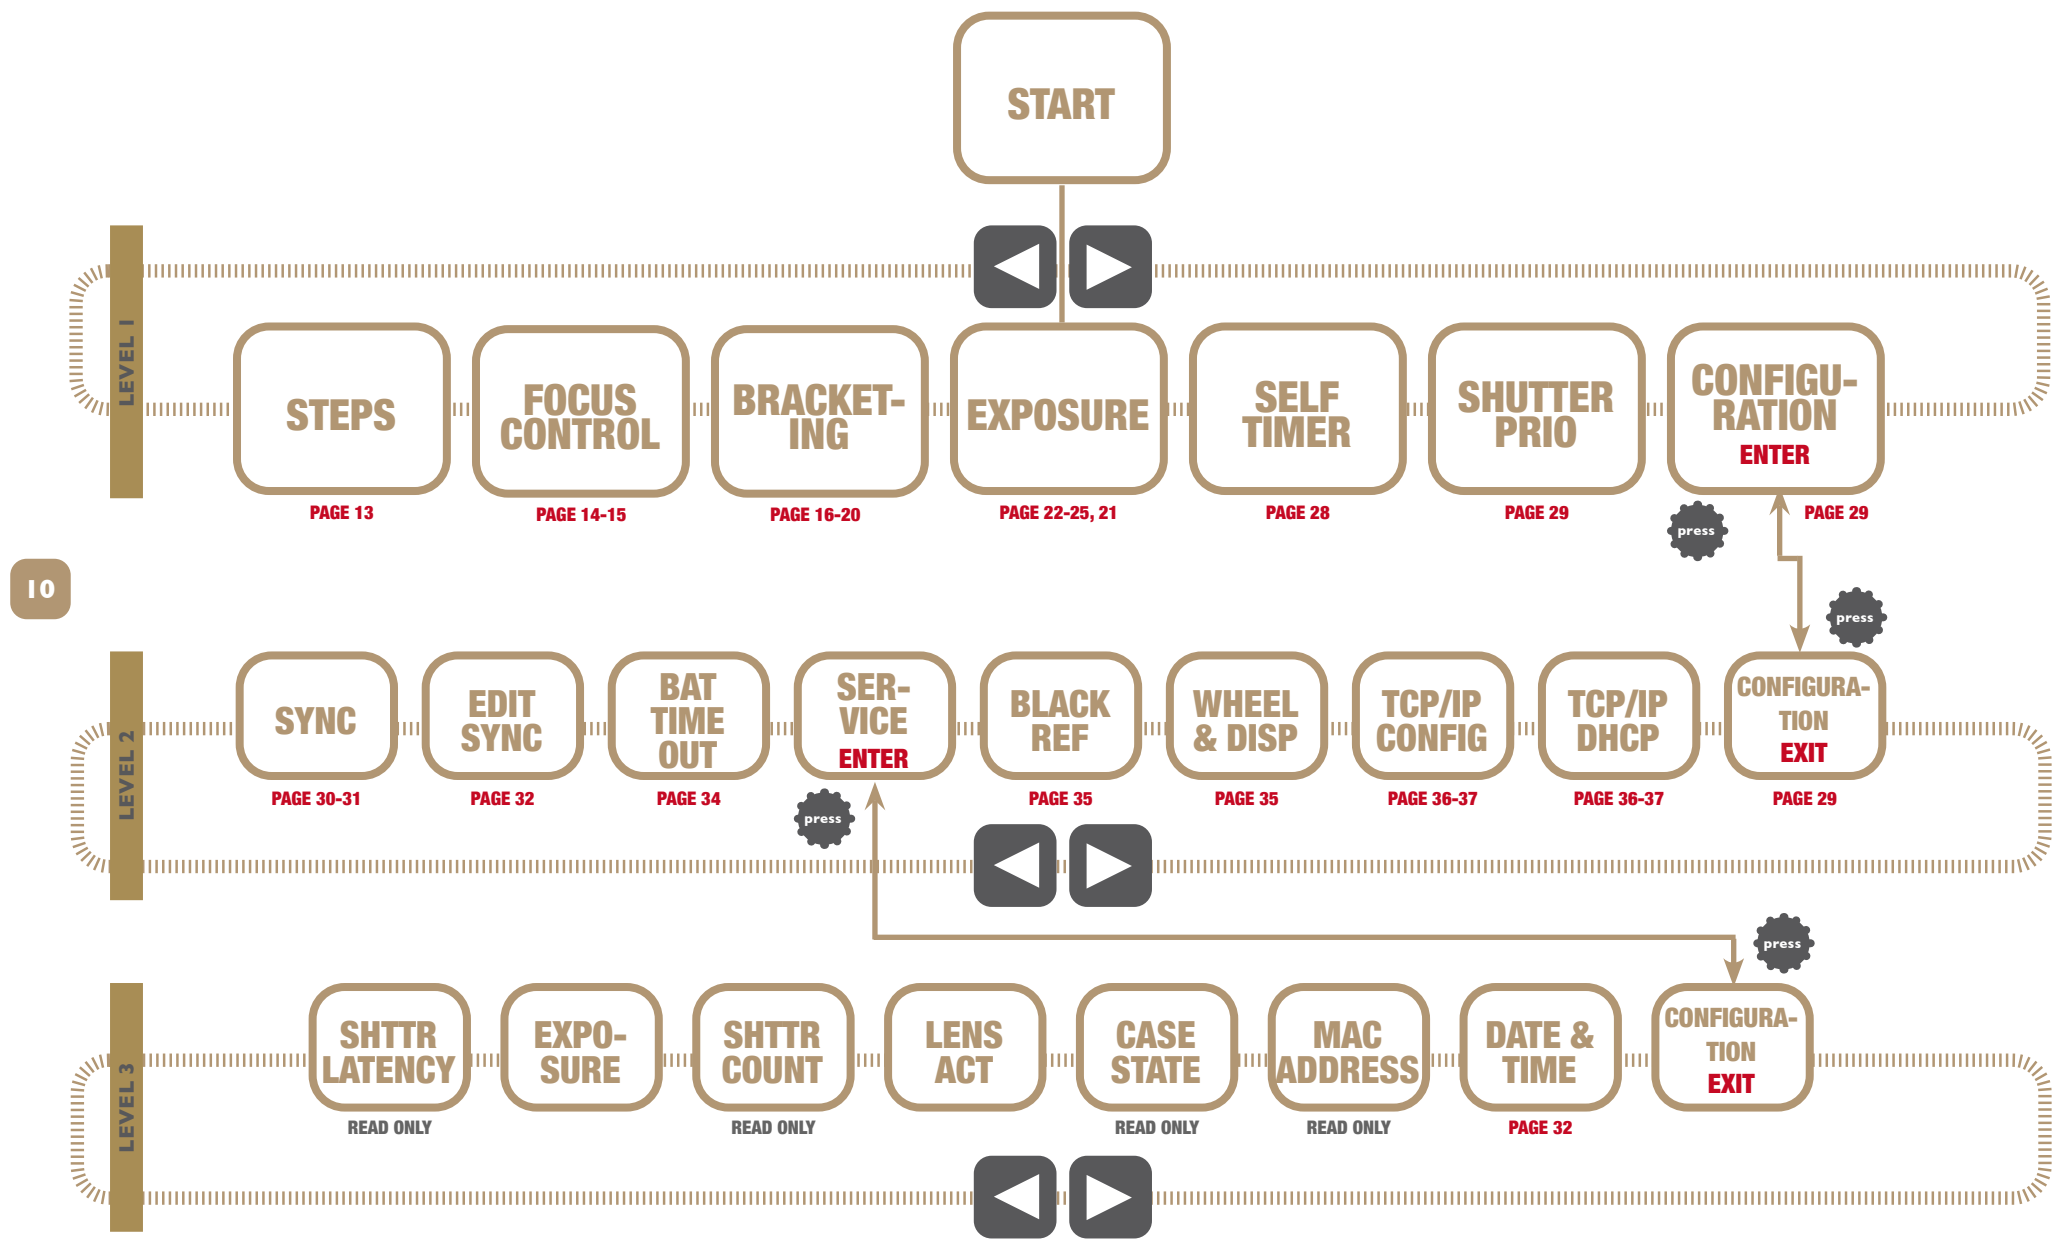 START
LEVEL 1
STEPS
PAGE 13
FOCUS
CONTROL
PAGE 14-15
BRACKET-
ING
PAGE 16-20
EXPOSURE
PAGE 22-25, 21
SELF
TIMER
PAGE 28
SHUTTER
PRIO
PAGE 29
CONFIGU-
RATION
ENTER
PAGE 29
press
10
press
LEVEL 2
SYNC
PAGE 30-31
EDIT
SYNC
PAGE 32
BAT
TIME
OUT
PAGE 34
SER-
VICE
ENTER
press
BLACK
REF
PAGE 35
WHEEL
& DISP
PAGE 35
TCP/IP
CONFIG
PAGE 36-37
TCP/IP
DHCP
PAGE 36-37
CONFIGURA-
TION
EXIT
PAGE 29
press
LEVEL 3
SHTTR
LATENCY
READ ONLY
EXPO-
SURE
SHTTR
COUNT
READ ONLY
LENS
ACT
CASE
STATE
READ ONLY
MAC
ADDRESS
READ ONLY
DATE &
TIME
PAGE 32
CONFIGURA-
TION
EXIT